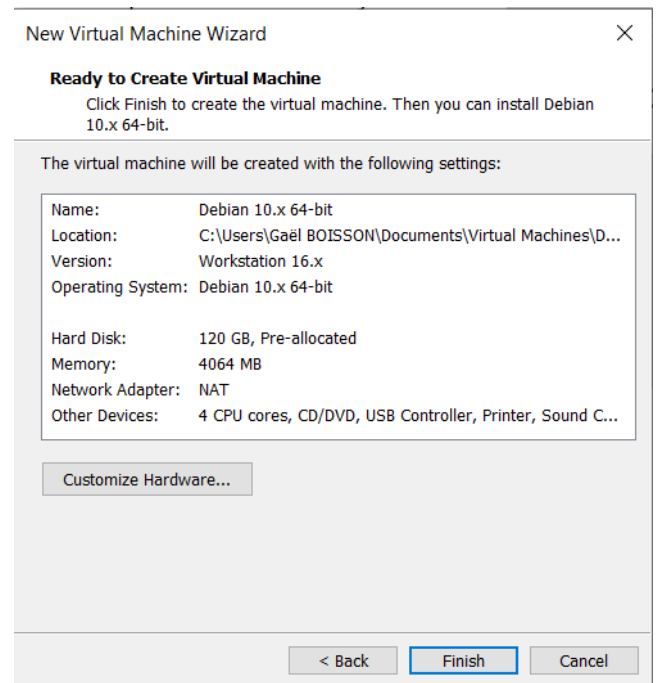 New Virtual Machine Wizard
Ready to Create Virtual Machine
Click Finish to create the virtual machine. Then you can install Debian
10.x 64-bit.
The virtual machine will be created with the following settings:
Name: Debian 10.x 64-bit
Location: C:\Users\Gaël BOISSON\Documents\Virtual Machines\D...
Version: Workstation 16.x
Operating System: Debian 10.x 64-bit
Hard Disk: 120 GB, Pre-allocated
Memory: 4064 MB
Network Adapter: NAT
Other Devices: 4 CPU cores, CD/DVD, USB Controller, Printer, Sound C...
Customize Hardware...
< Back Finish Cancel